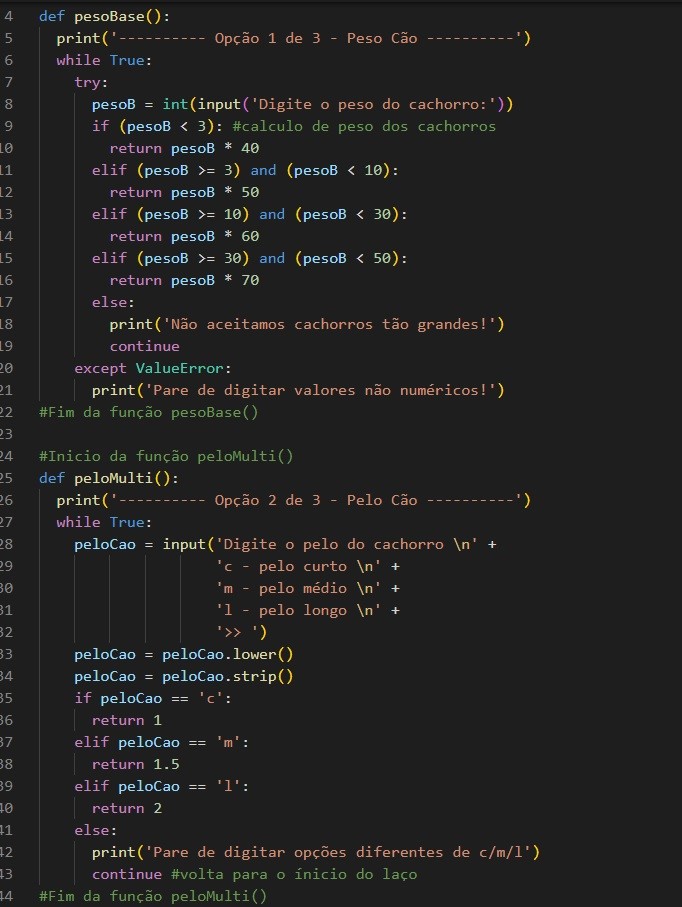 4 def pesoBase():
5 print('---------- Opção 1 de 3 - Peso Cão ----------')
6 while True:
7 try:
8 pesoB = int(input('Digite o peso do cachorro:'))
9 if (pesoB < 3): #calculo de peso dos cachorros
10 return pesoB * 40
11 elif (pesoB >= 3) and (pesoB < 10):
12 return pesoB * 50
13 elif (pesoB >= 10) and (pesoB < 30):
14 return pesoB * 60
15 elif (pesoB >= 30) and (pesoB < 50):
16 return pesoB * 70
17 else:
18 print('Não aceitamos cachorros tão grandes!')
19 continue
20 except ValueError:
21 print('Pare de digitar valores não numéricos!')
22 #Fim da função pesoBase()
23
24 #Inicio da função peloMulti()
25 def peloMulti():
26 print('---------- Opção 2 de 3 - Pelo Cão ----------')
27 while True:
28 peloCao = input('Digite o pelo do cachorro \n' +
29 'c - pelo curto \n' +
30 'm - pelo médio \n' +
31 'l - pelo longo \n' +
32 '>> ')
33 peloCao = peloCao.lower()
34 peloCao = peloCao.strip()
35 if peloCao == 'c':
36 return 1
37 elif peloCao == 'm':
38 return 1.5
39 elif peloCao == 'l':
40 return 2
41 else:
42 print('Pare de digitar opções diferentes de c/m/l')
43 continue #volta para o ínicio do laço
44 #Fim da função peloMulti()